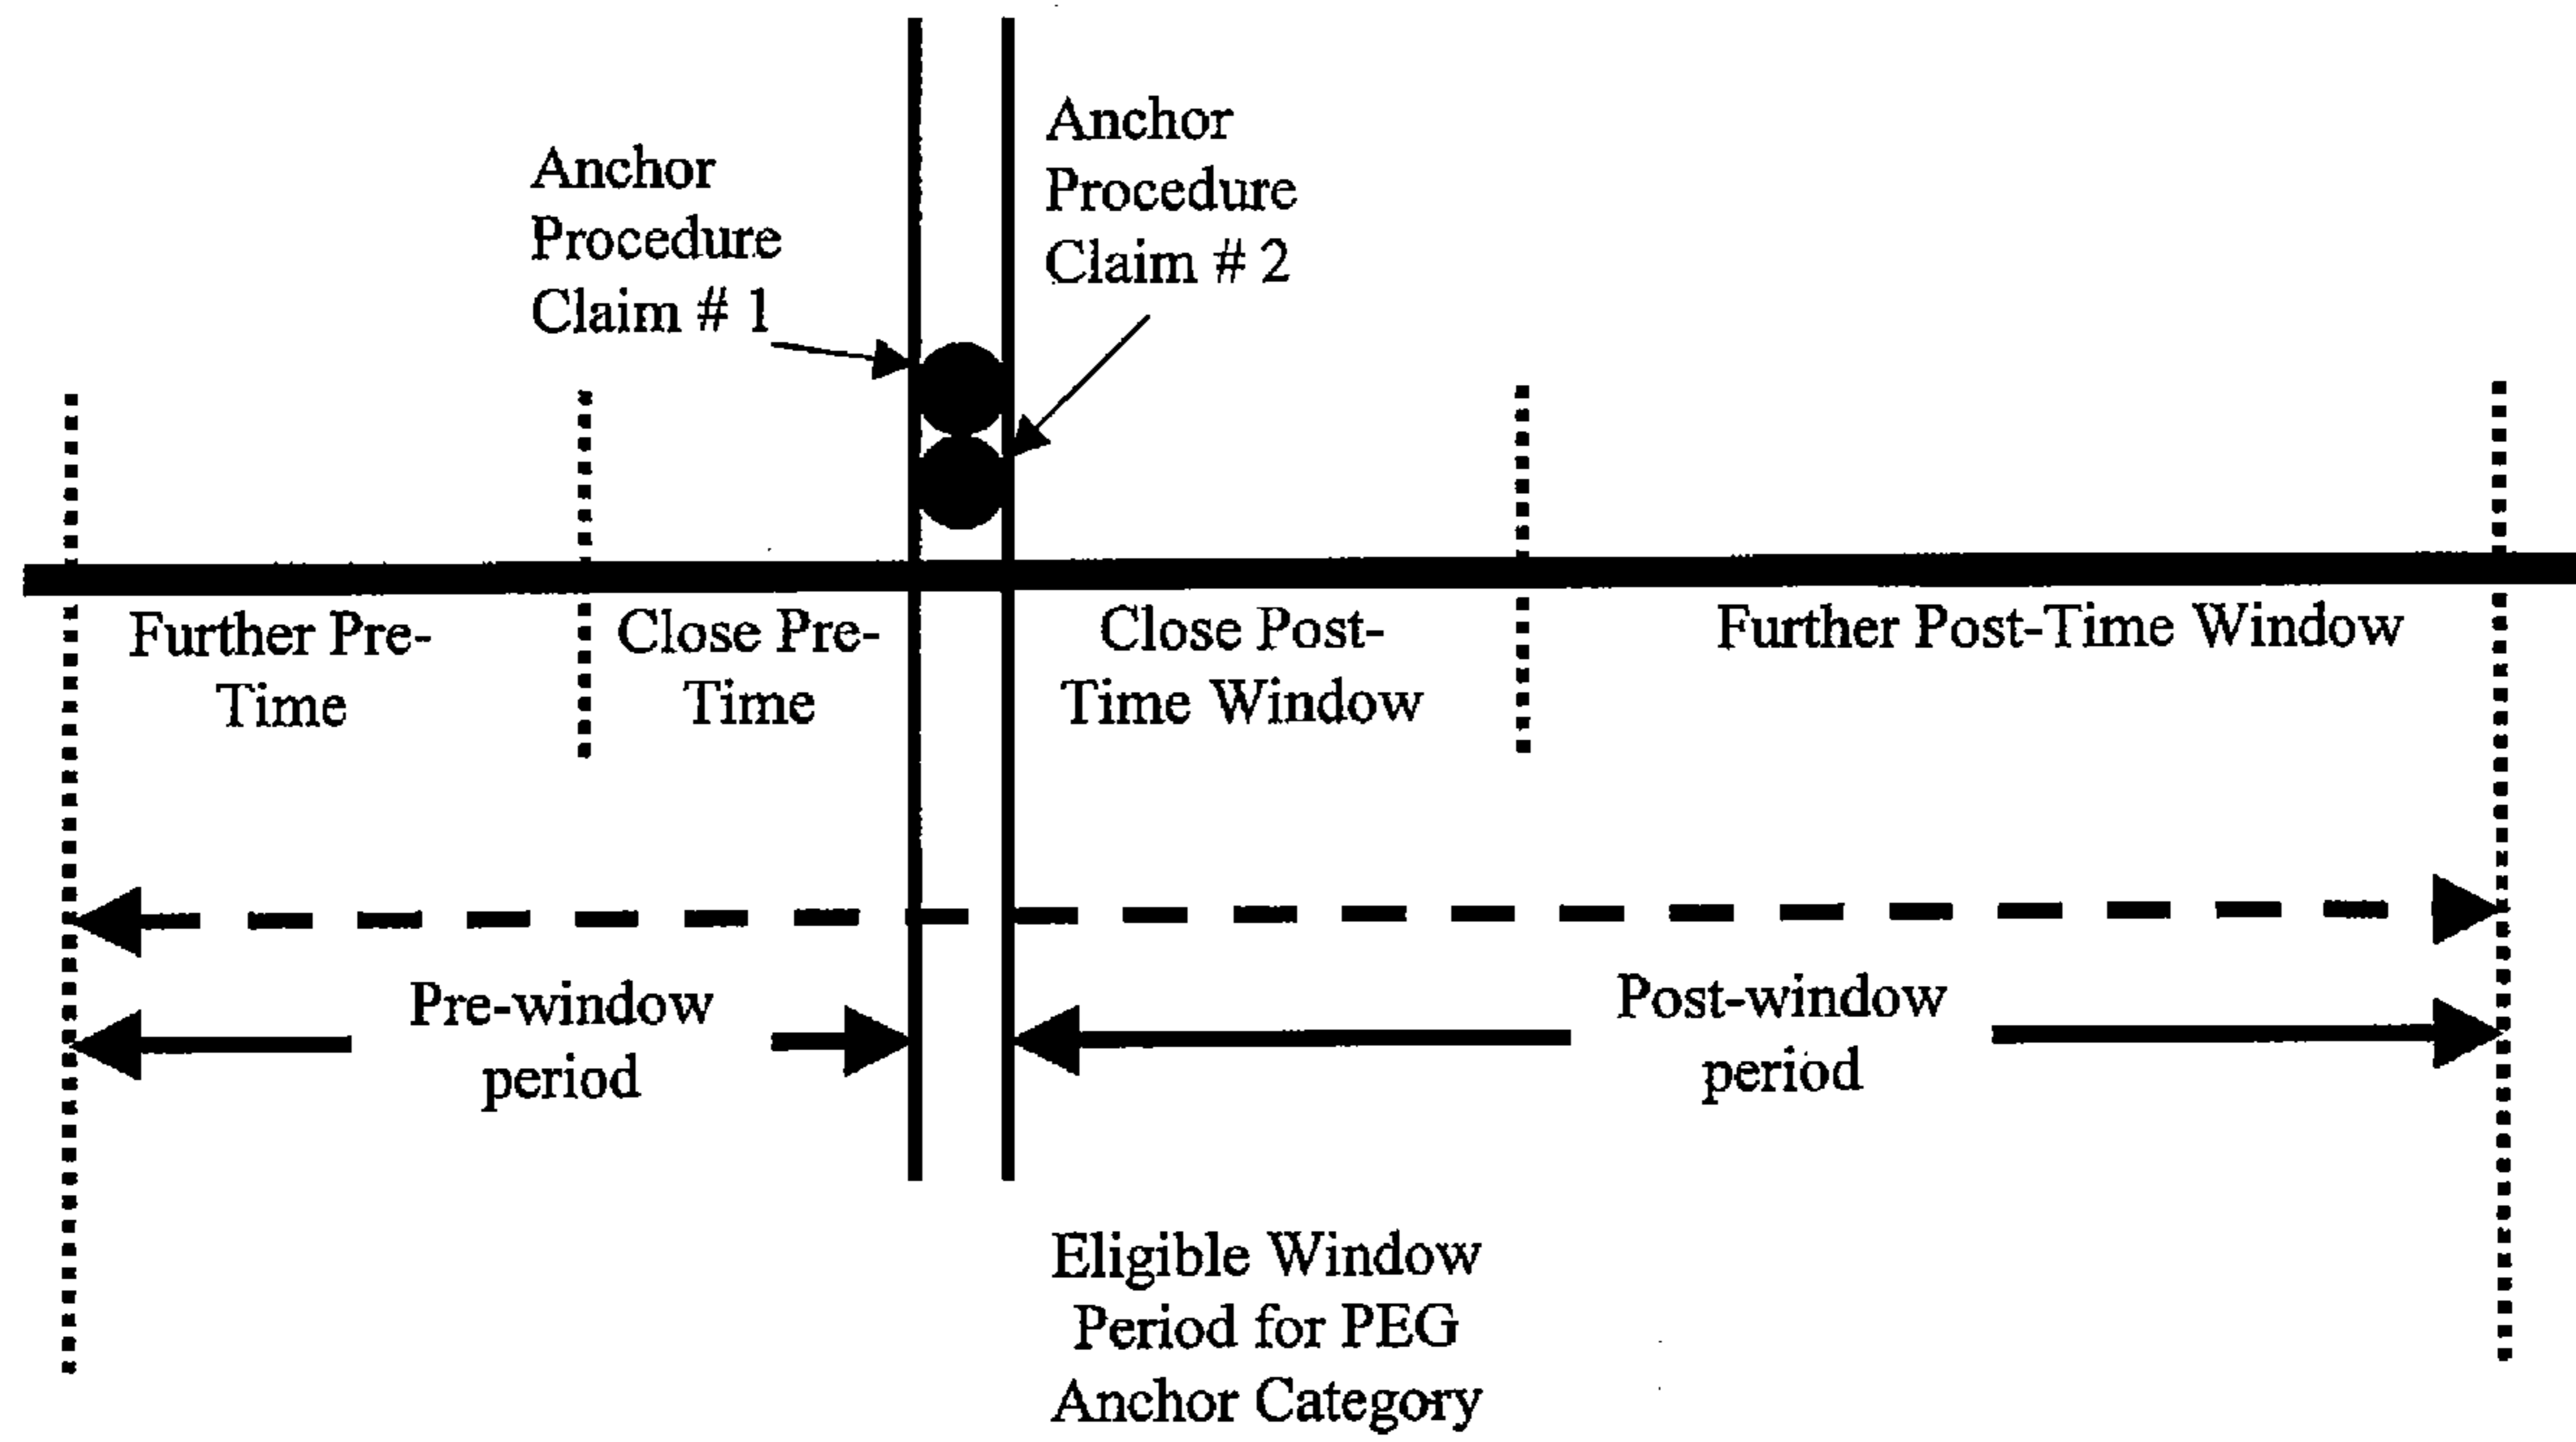 Anchor
Procedure
Claim # 1
Anchor
Procedure
Claim # 2
Further Pre-
Time
Close Pre-
Time
Close Post-
Time Window
Further Post-Time Window
Pre-window
period
Post-window
period
Eligible Window
Period for PEG
Anchor Category